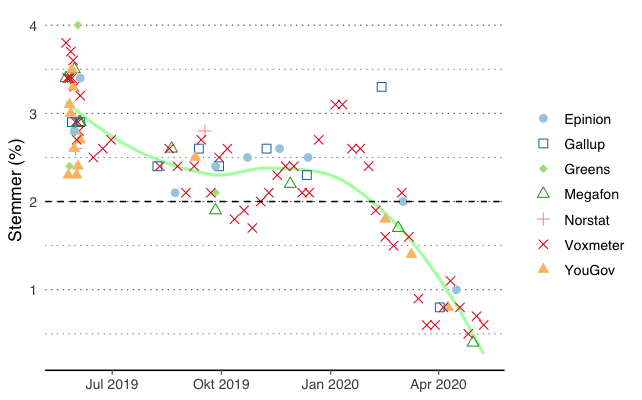 4
3
2
1
Stemmer (%)
Jul 2019
Okt 2019
Jan 2020
Apr 2020
Epinion
Gallup
Greens
Megafon
Norstat
Voxmeter
YouGov